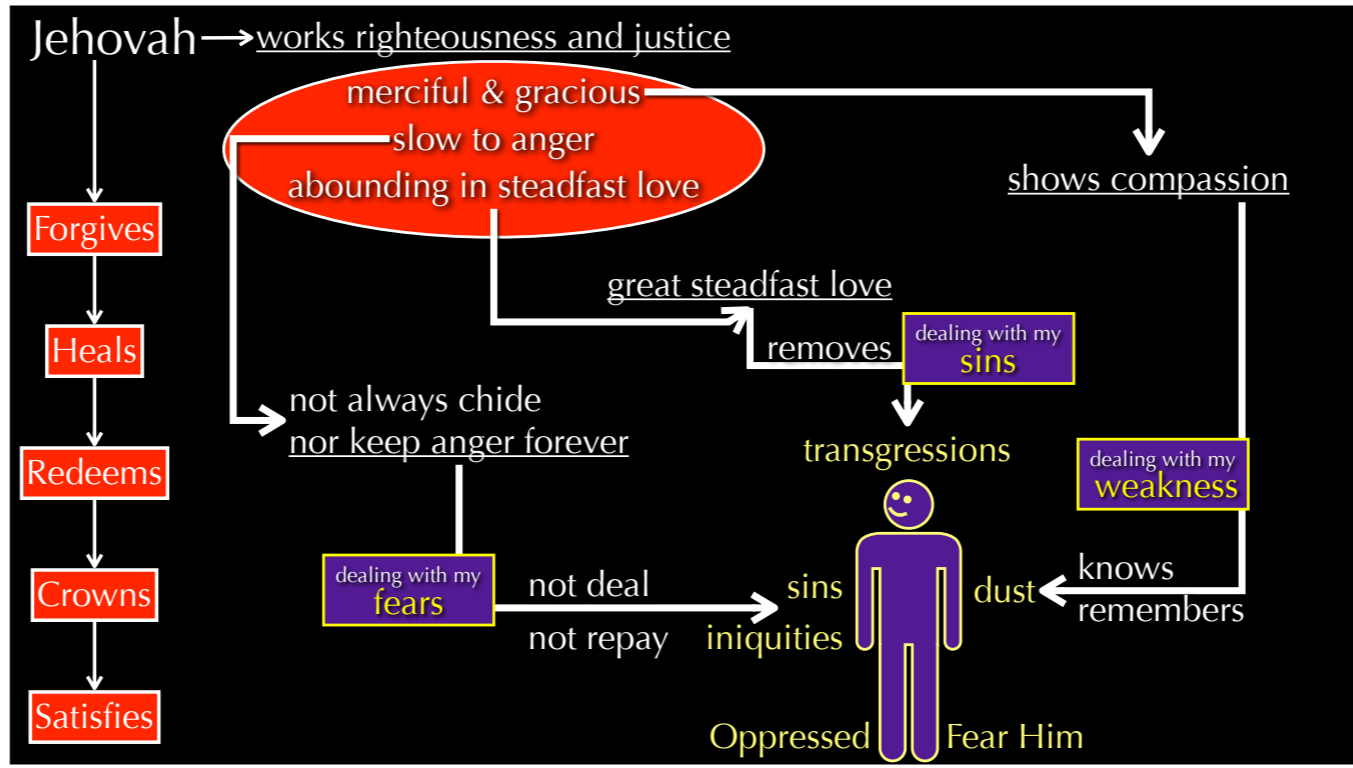 Jehovah
works righteousness and justice
merciful & gracious
slow to anger
abounding in steadfast love
shows compassion
Forgives
Heals
Redeems
Crowns
Satisfies
great steadfast love
removes
dealing with my
sins
not always chide
nor keep anger forever
transgressions
dealing with my
weakness
dealing with my
fears
not deal
not repay
sins
iniquities
dust
knows
remembers
Oppressed
Fear Him